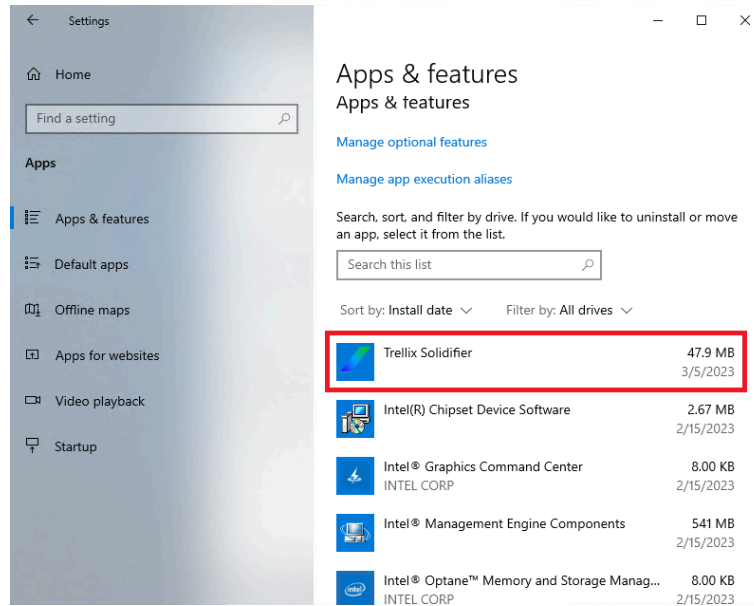 Settings
Home
Find a setting
Apps
Apps & features
Default apps
Offline maps
Apps for websites
Video playback
Startup
Apps & features
Apps & features
Manage optional features
Manage app execution aliases
Search, sort, and filter by drive. If you would like to uninstall or move
an app, select it from the list.
Search this list
Sort by: Install date Filter by: All drives
Trellix Solidifier 47.9 MB
3/5/2023
Intel(R) Chipset Device Software 2.67 MB
2/15/2023
Intel® Graphics Command Center 8.00 KB
INTEL CORP 2/15/2023
Intel® Management Engine Components 541 MB
2/15/2023
intel Intel® Optane™ Memory and Storage Manag... 8.00 KB
INTEL CORP 2/15/2023